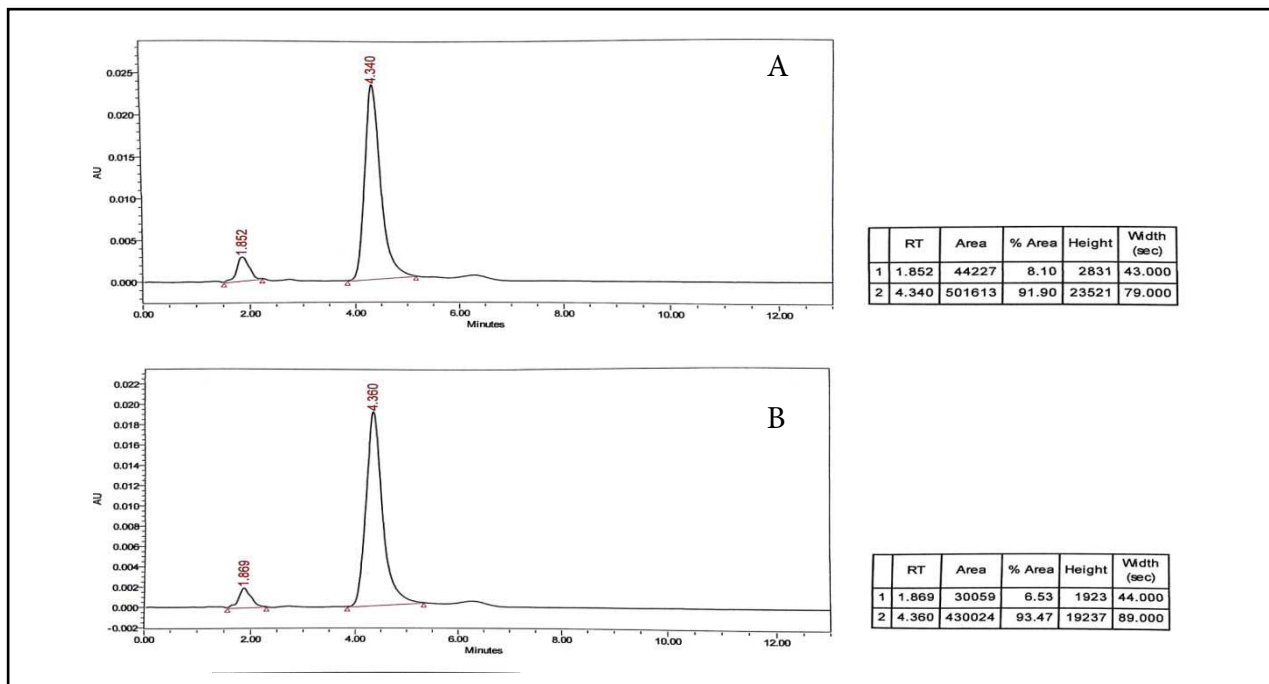 A
4.340
1.852
0.025
0.020
0.015
0.010
0.005
0.000
AU
0.00 2.00 4.00 6.00 8.00 10.00 12.00
Minutes
RT Area % Area Height Width (sec)
1 1.852 44227 8.10 2831 43.000
2 4.340 501613 91.90 23521 79.000
B
4.360
1.869
0.022
0.020
0.018
0.016
0.014
0.012
0.010
0.008
0.006
0.004
0.002
0.000
-0.002
AU
0.00 2.00 4.00 6.00 8.00 10.00 12.00
Minutes
RT Area % Area Height Width (sec)
1 1.869 30059 6.53 1923 44.000
2 4.360 430024 93.47 19237 89.000